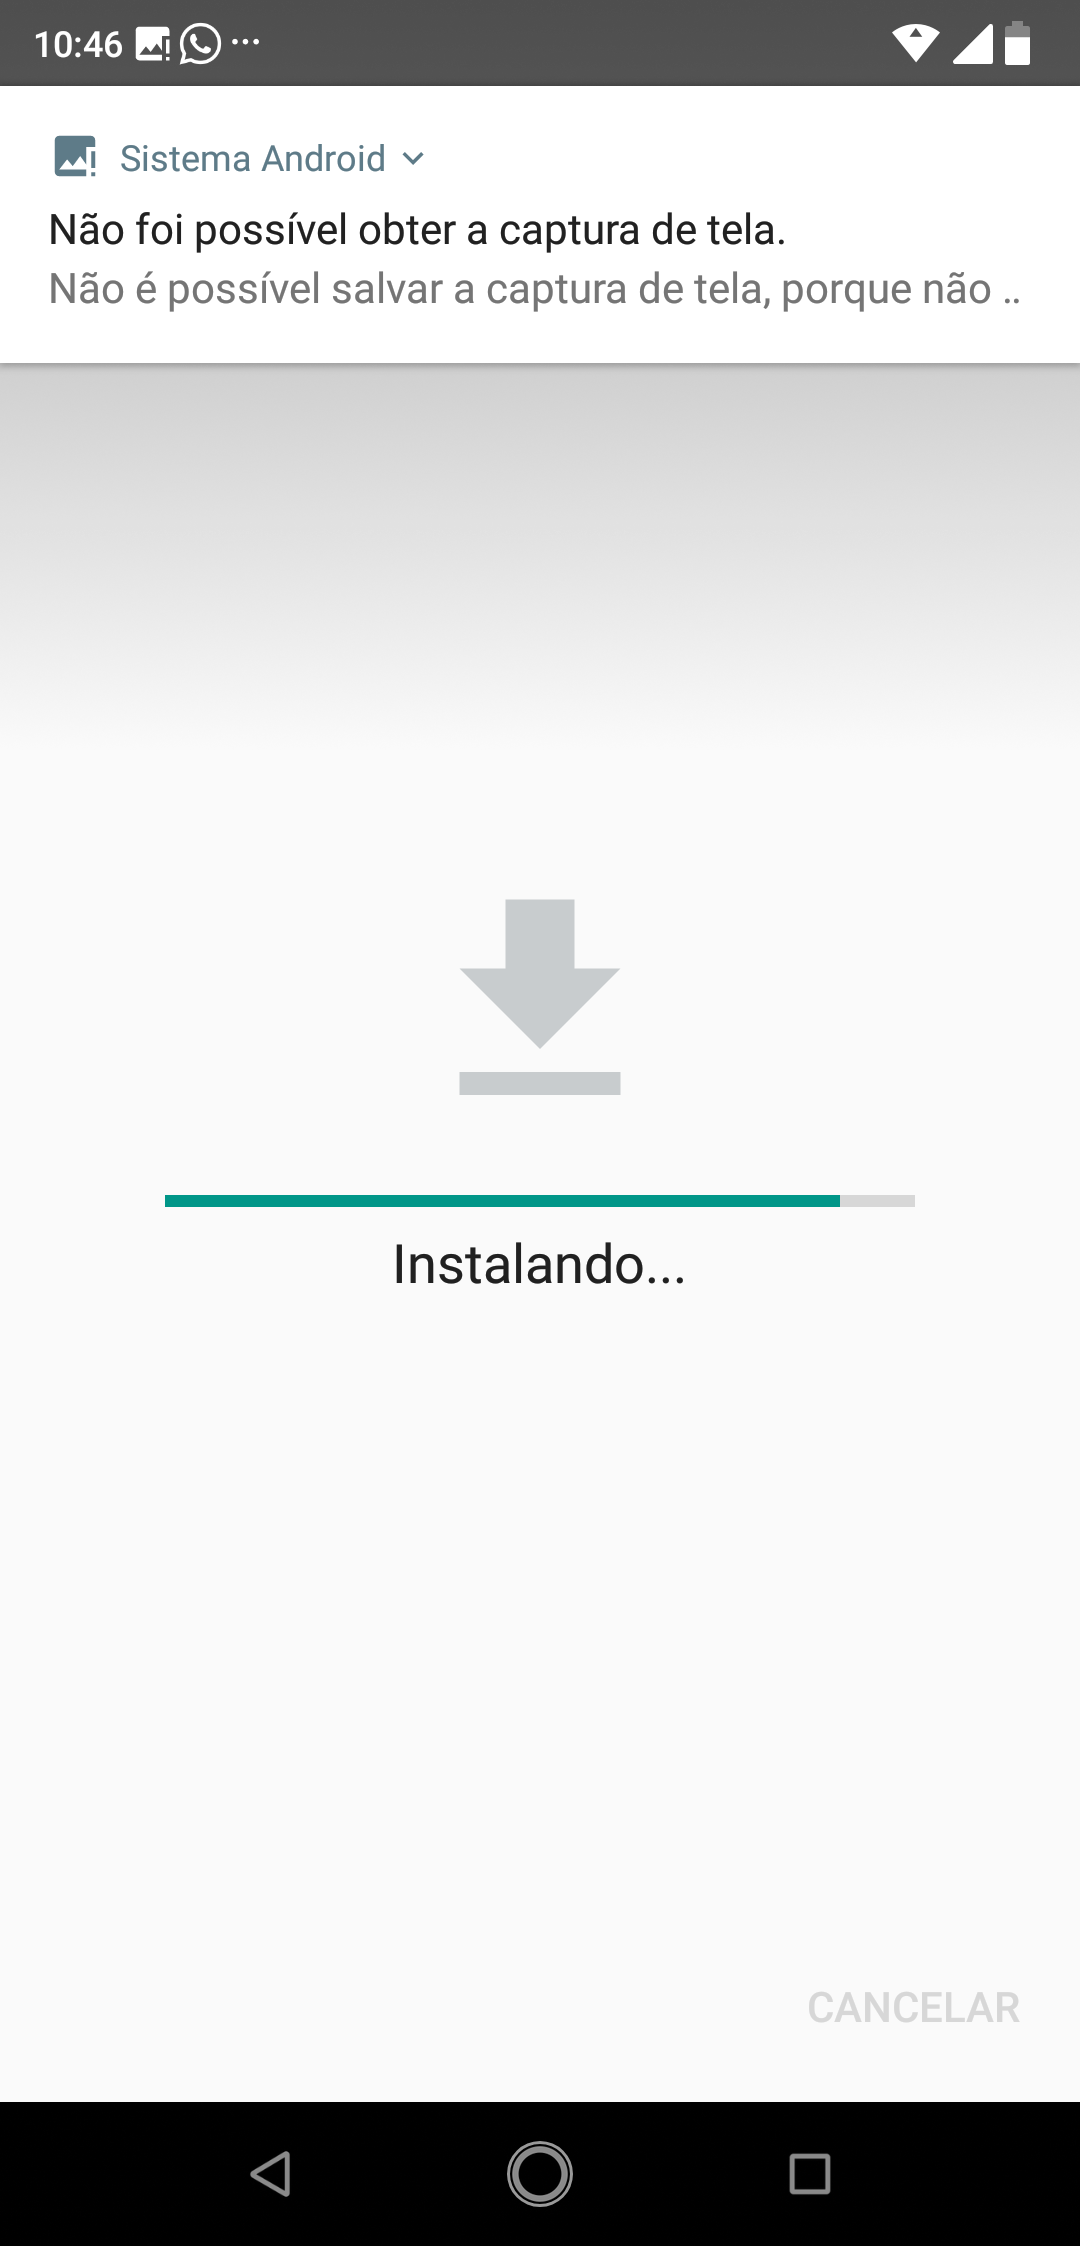 10:46
Sistema Android
Não foi possível obter a captura de tela.
Não é possível salvar a captura de tela, porque não ..
Instalando...
CANCELAR